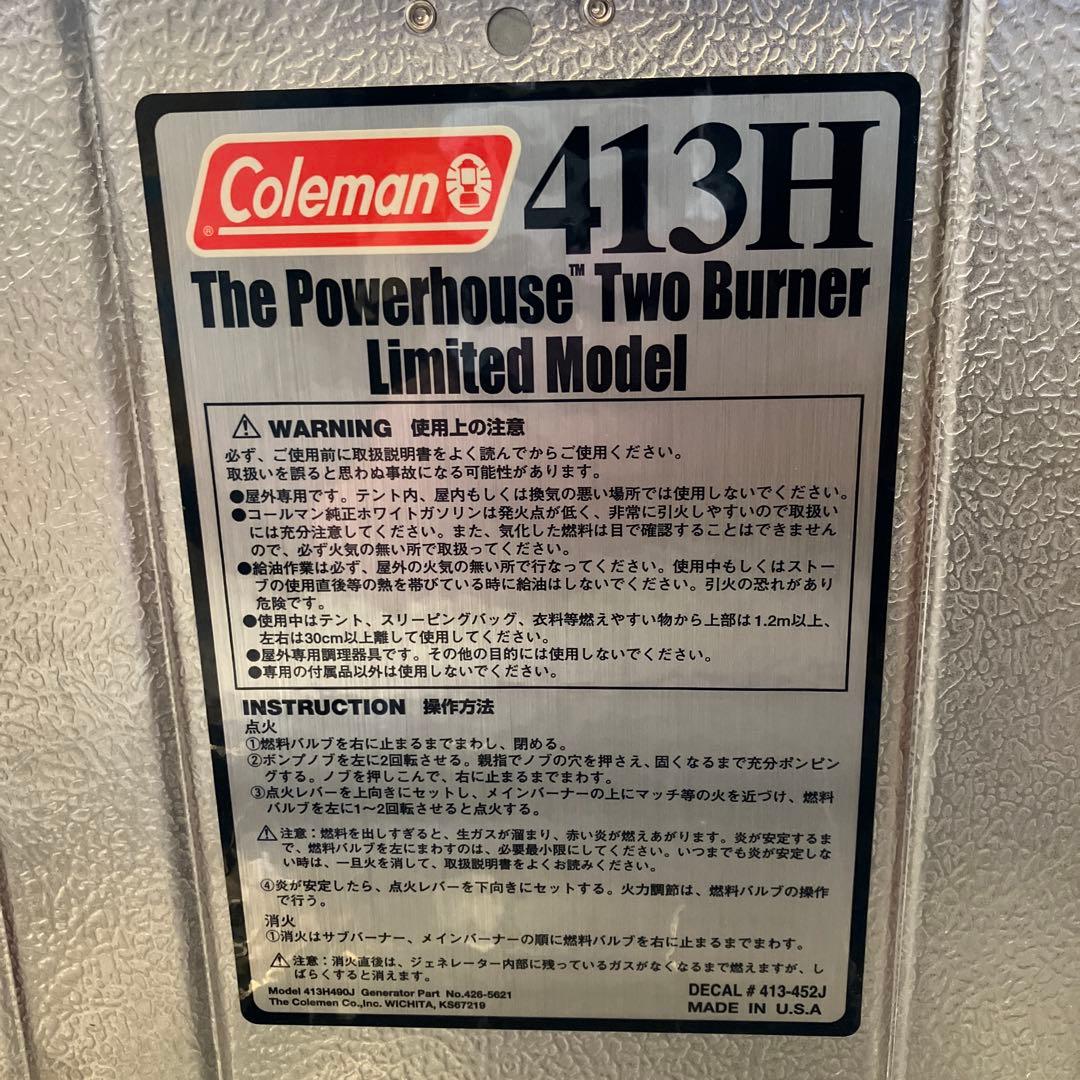 Coleman ® 413H
The Powerhouse™ Two Burner
Limited Model
⚠ WARNING 使用上の注意
必ず、ご使用前に取扱説明書をよく読んでからご使用ください。
取扱いを誤ると思わぬ事故になる可能性があります。
●屋外専用です。テント内、屋内もしくは換気の悪い場所では使用しないでください。
●コールマン純正ホワイトガソリンは発火点が低く、非常に引火しやすいので取扱い
には充分注意してください。また、気化した燃料は目で確認することはできません
ので、必ず火気の無い所で取扱ってください。
●給油作業は必ず、屋外の火気の無い所で行なってください。使用中もしくはストー
ブの使用直後等の熱を帯びている時に給油はしないでください。引火の恐れがあり
危険です。
●使用中はテント、スリーピングバッグ、衣料等燃えやすい物から上部は1.2m以上、
左右は30cm以上離して使用してください。
●屋外専用調理器具です。その他の目的には使用しないでください。
●専用の付属品以外は使用しないでください。
INSTRUCTION 操作方法
点火
①燃料バルブを右に止まるまでまわし、閉める。
②ポンプノブを左に2回転させる。親指でノブの穴を押さえ、固くなるまで充分ポンピン
グする。ノブを押しこんで、右に止まるまでまわす。
③点火レバーを上向きにセットし、メインバーナーの上にマッチ等の火を近づけ、燃料
バルブを左に1〜2回転させると点火する。
⚠注意：燃料を出しすぎると、生ガスが溜まり、赤い炎が燃えあがります。炎が安定するま
で、燃料バルブを左にまわすのは、必要最小限にしてください。いつまでも炎が安定しな
い時は、一旦火を消して、取扱説明書をよくお読みください。
④炎が安定したら、点火レバーを下向きにセットする。火力調節は、燃料バルブの操作
で行う。
消火
①消火はサブバーナー、メインバーナーの順に燃料バルブを右に止まるまでまわす。
⚠注意：消火直後は、ジェネレーター内部に残っているガスがなくなるまで燃えますが、し
ばらくすると消えます。
Model 413H490J Generator Part No.426-5621
The Colemen Co.,Inc. WICHITA, KS67219
DECAL # 413-452J
MADE IN U.S.A